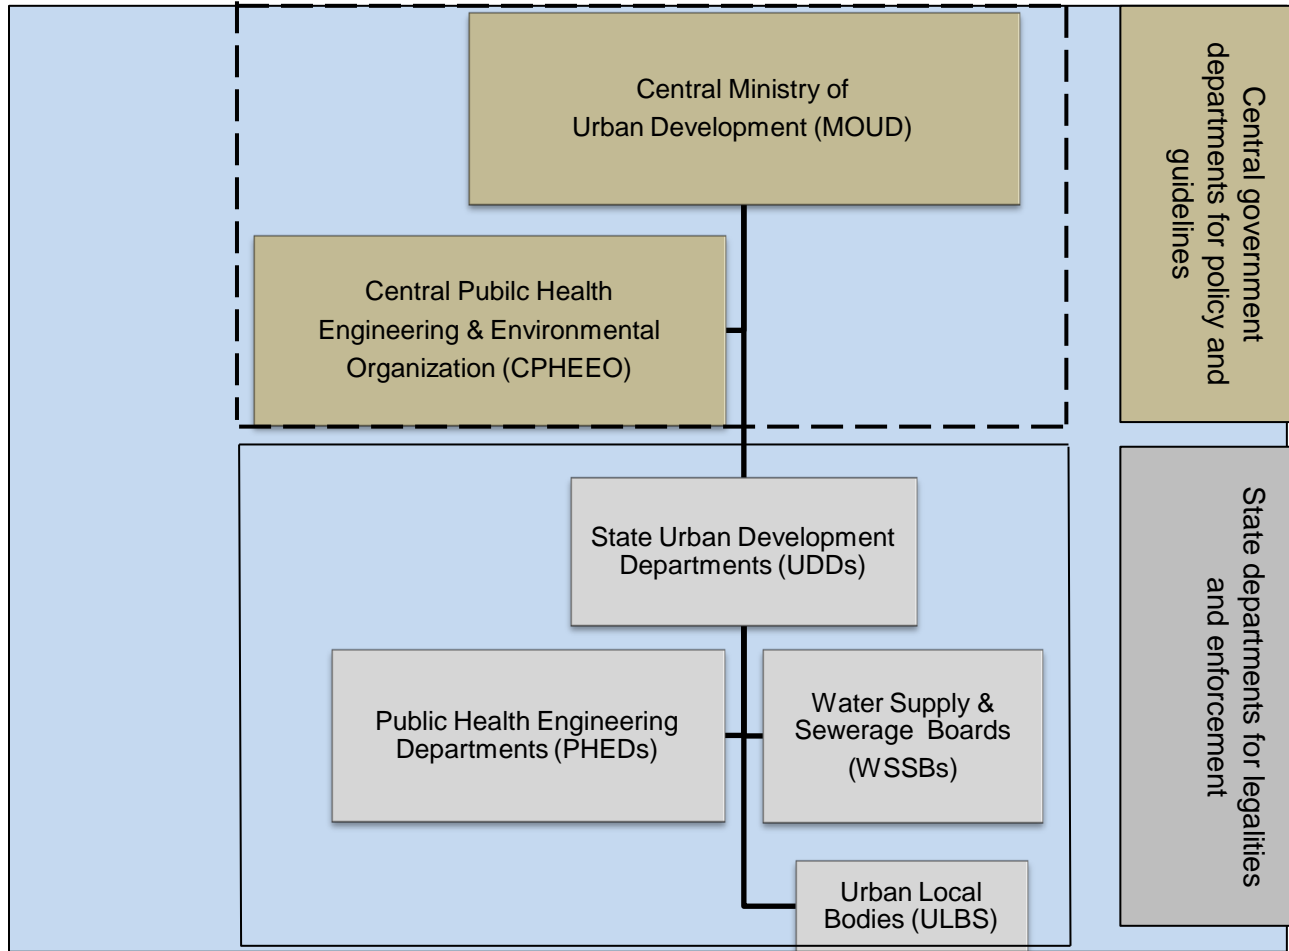 Central Ministry of
Urban Development (MOUD)
Central Pubilc Health
Engineering & Environmental
Organization (CPHEEO)
State Urban Development
Departments (UDDs)
Public Health Engineering
Departments (PHEDs)
Water Supply &
Sewerage Boards
(WSSBs)
Urban Local
Bodies (ULBS)
Central government
departments for policy and
guidelines
State departments for legalities
and enforcement